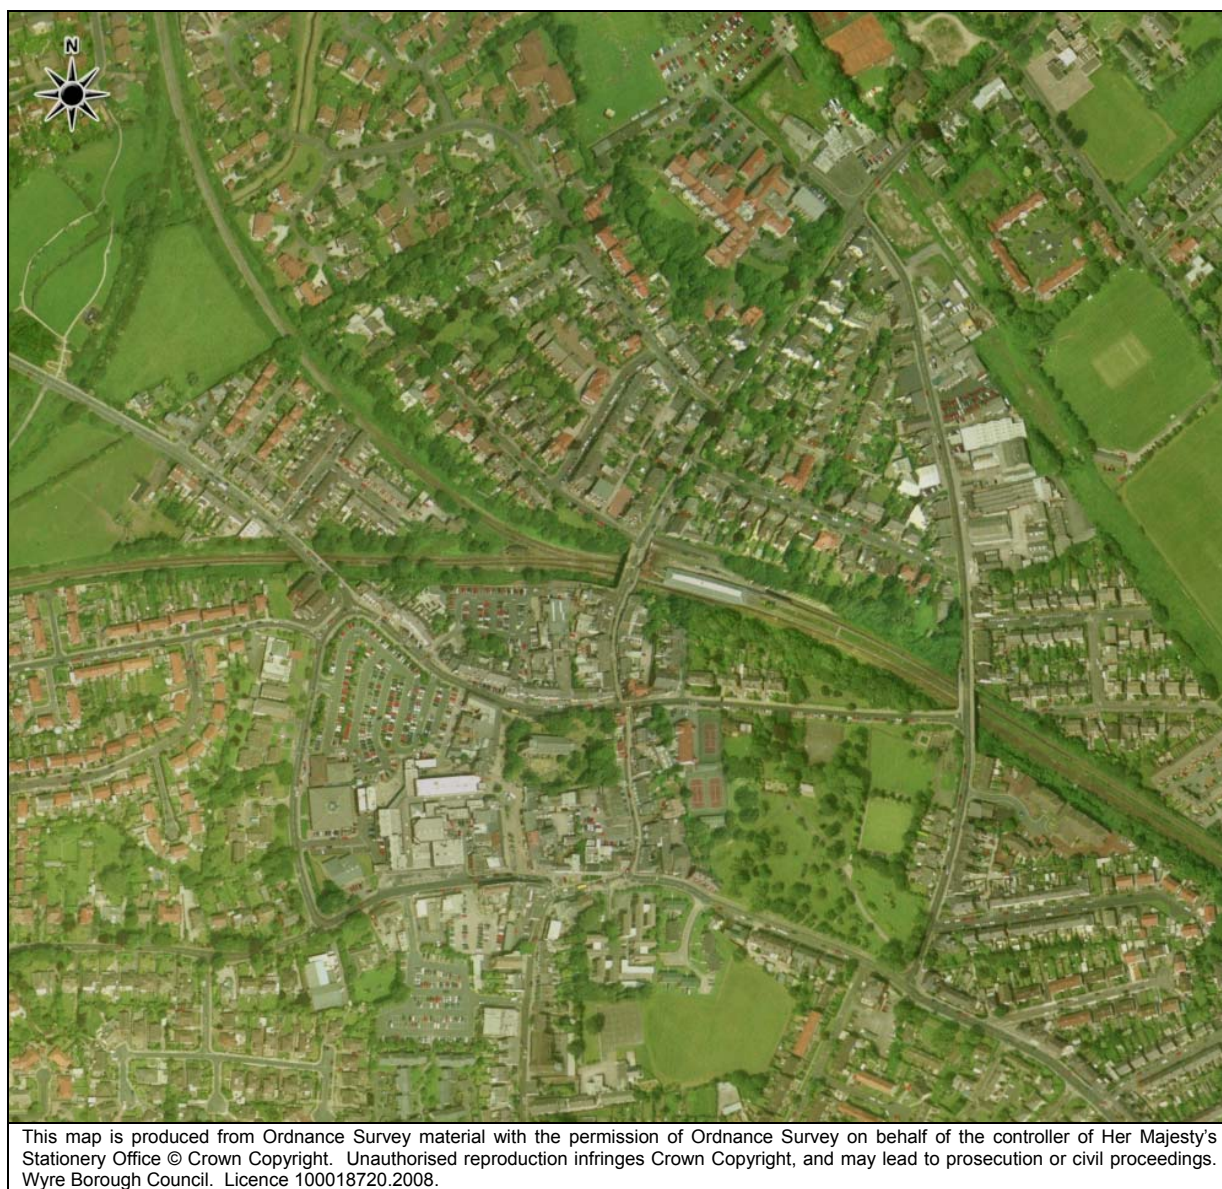 N
This map is produced from Ordnance Survey material with the permission of Ordnance Survey on behalf of the controller of Her Majesty's
Stationery Office © Crown Copyright. Unauthorised reproduction infringes Crown Copyright, and may lead to prosecution or civil proceedings.
Wyre Borough Council. Licence 100018720.2008.